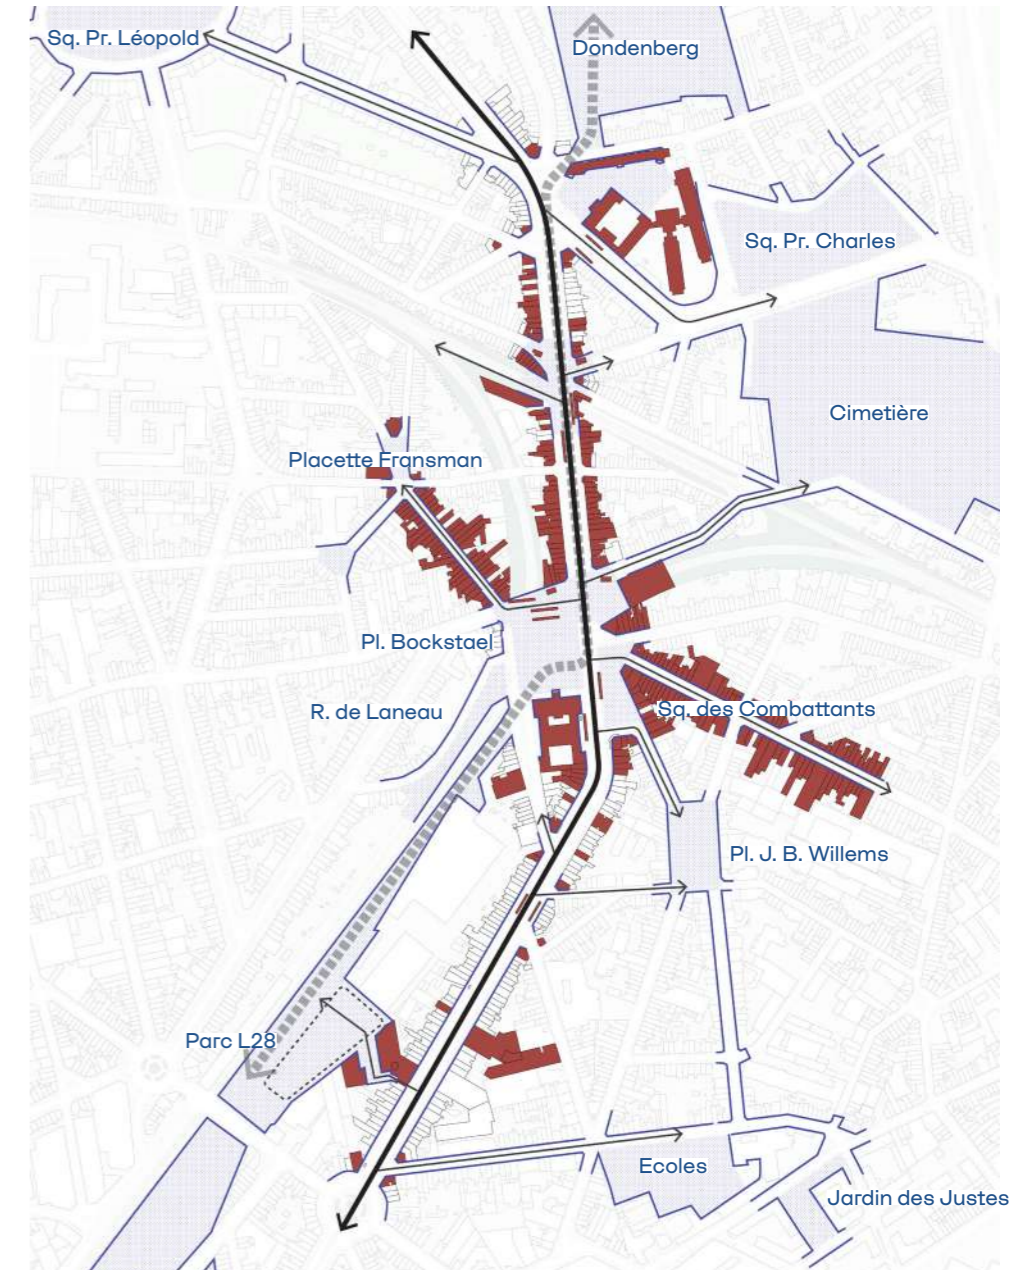 Sq. Pr. Léopold
Dondenberg
Sq. Pr. Charles
Cimetière
Placette Fransman
Pl. Bockstael
R. de Laneau
Sq. des Combattants
Pl. J. B. Willems
Parc L28
Ecoles
Jardin des Justes